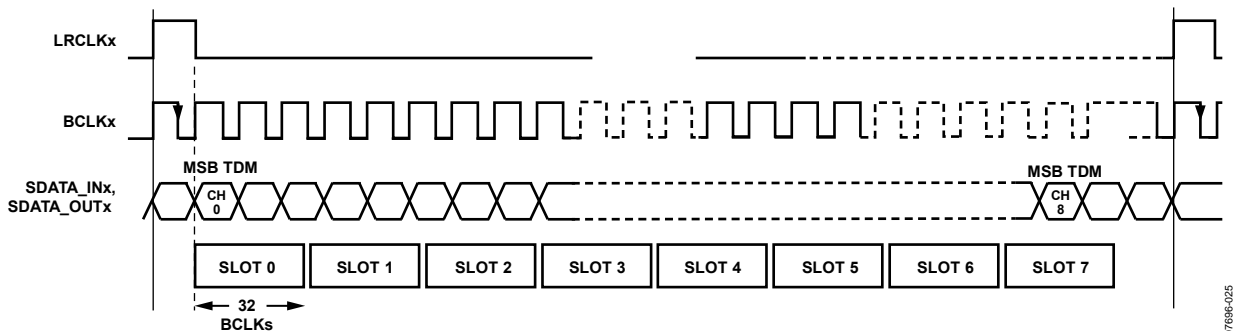 LRCLKx
BCLKx
MSB TDM
MSB TDM
SDATA_INx,
SDATA_OUTx
CH
0
CH
8
SLOT 0
SLOT 1
SLOT 2
SLOT 3
SLOT 4
SLOT 5
SLOT 6
SLOT 7
32
BCLKs
07696-025